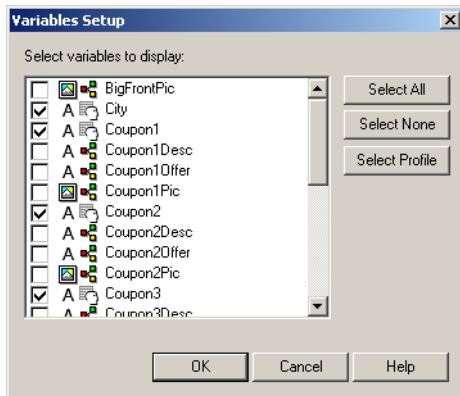 Variables Setup
Select variables to display:
BigFrontPic
A City
A Coupon1
A Coupon1Desc
A Coupon1Offer
Coupon1Pic
A Coupon2
A Coupon2Desc
A Coupon2Offer
Coupon2Pic
A Coupon3
A Coupon3Desc
Select All
Select None
Select Profile
OK
Cancel
Help